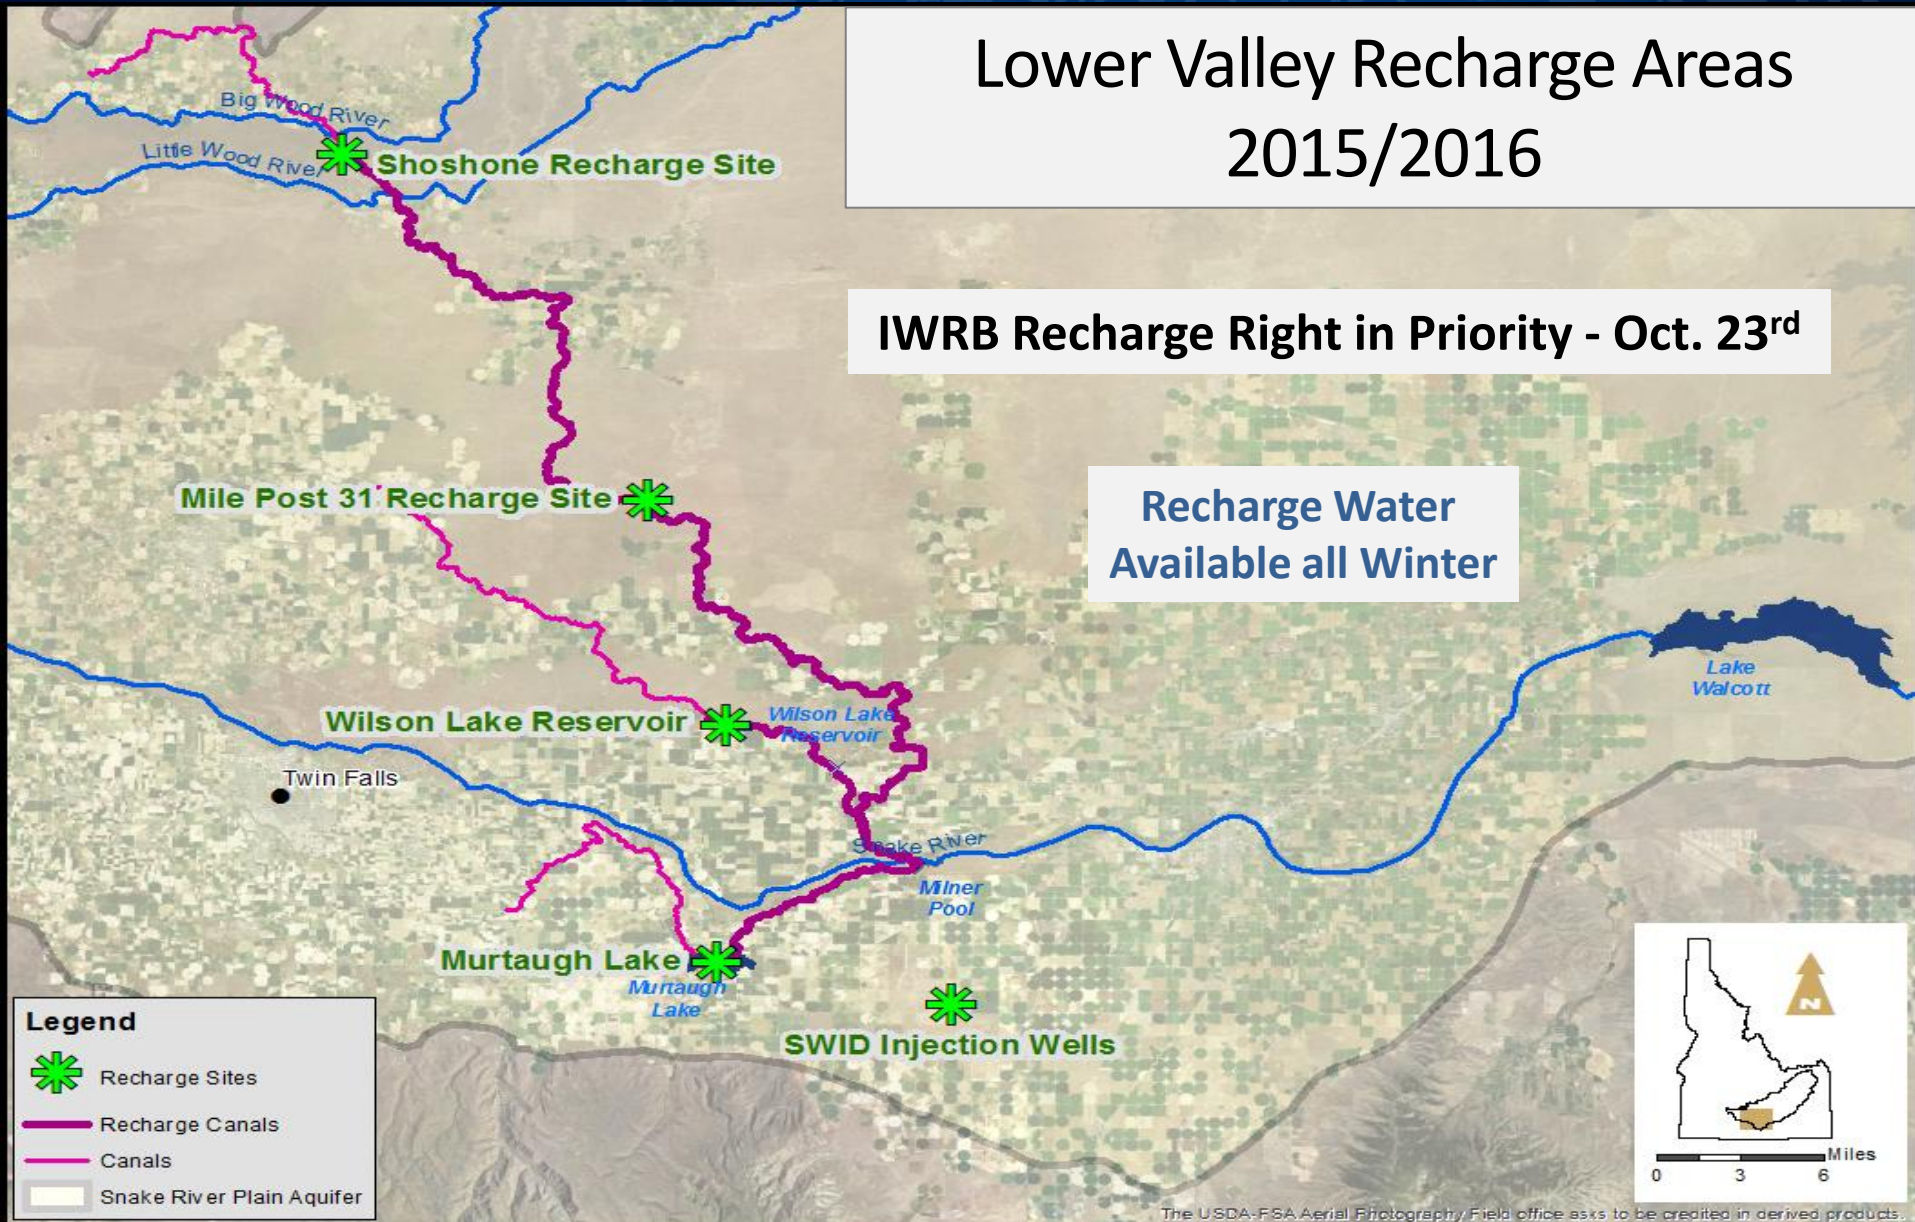 Lower Valley Recharge Areas
2015/2016
Big Wood River
Little Wood River
Shoshone Recharge Site
IWRB Recharge Right in Priority - Oct. 23rd
Mile Post 31 Recharge Site
Recharge Water
Available all Winter
Lake
Walcott
Wilson Lake Reservoir
Wilson Lake
Reservoir
Twin Falls
Snake River
Milner
Pool
Murtaugh Lake
Murtaugh
Lake
SWID Injection Wells
Legend
Recharge Sites
Recharge Canals
Canals
Snake River Plain Aquifer
N
Miles
0 3 6
The USDA-FSA Aerial Photography Field office asks to be credited in derived products.